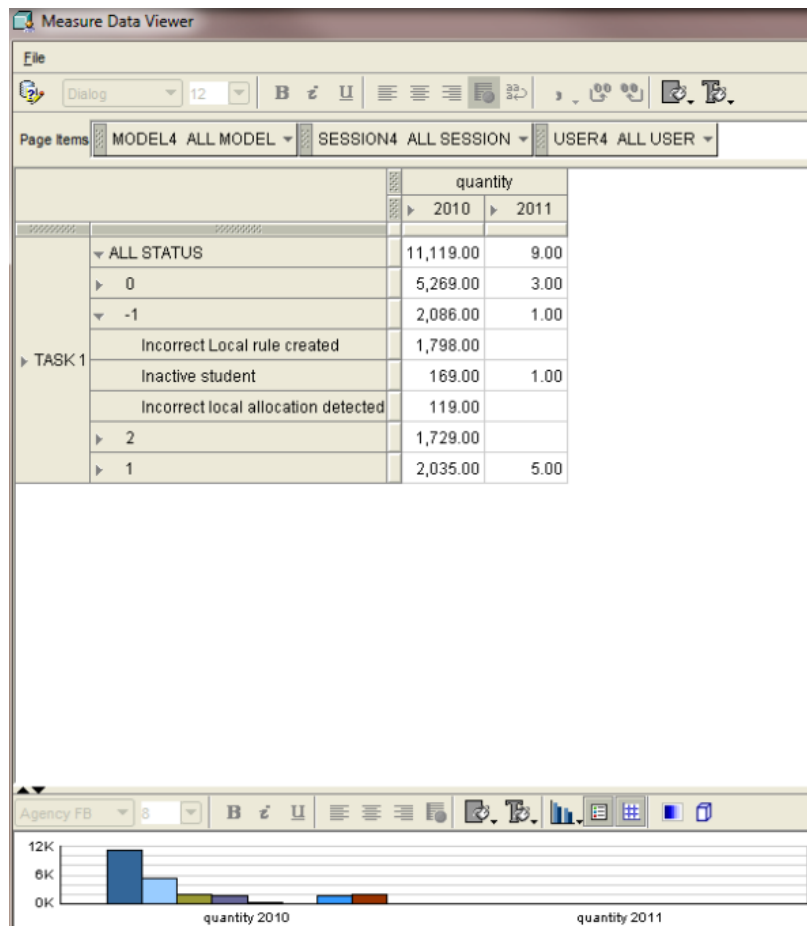 Measure Data Viewer
File
Dialog 12 B i U
Page Items MODEL4 ALL MODEL SESSION4 ALL SESSION USER4 ALL USER
quantity
2010 2011
TASK 1
ALL STATUS 11,119.00 9.00
0 5,269.00 3.00
-1 2,086.00 1.00
Incorrect Local rule created 1,798.00
Inactive student 169.00 1.00
Incorrect local allocation detected 119.00
2 1,729.00
1 2,035.00 5.00
Agency FB 8 B i U
12K
6K
0K
quantity 2010 quantity 2011